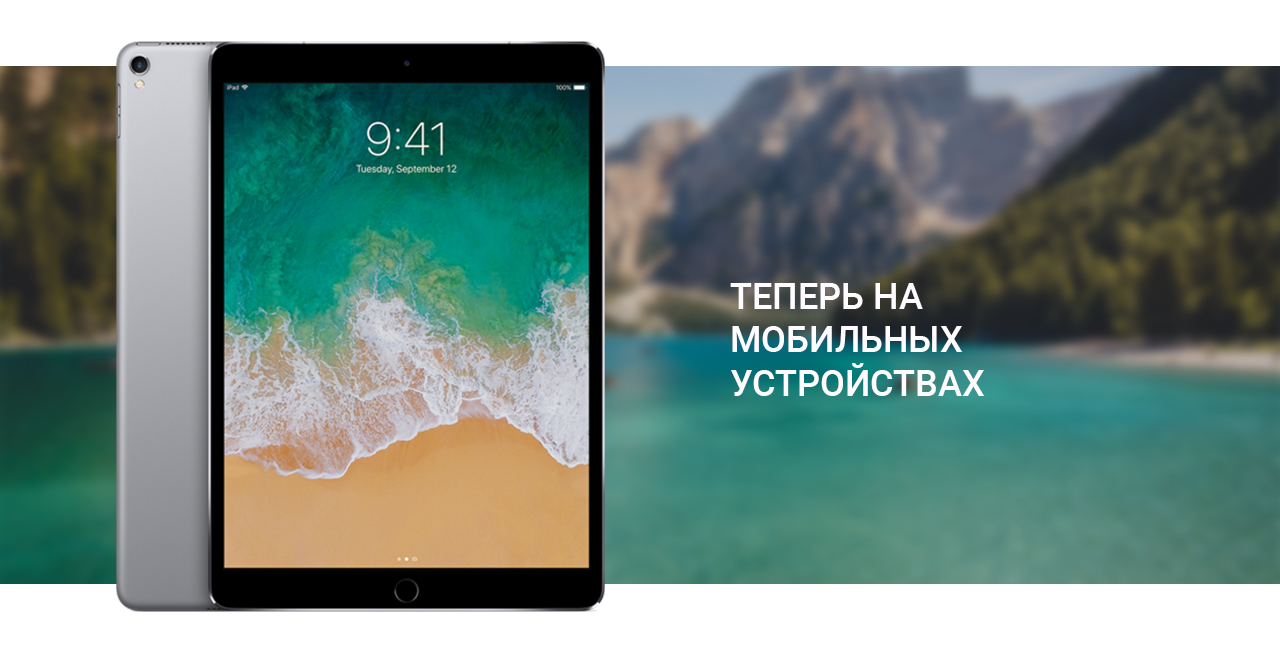 iPad
100%
9:41
Tuesday, September 12
ТЕПЕРЬ НА
МОБИЛЬНЫХ
УСТРОЙСТВАХ